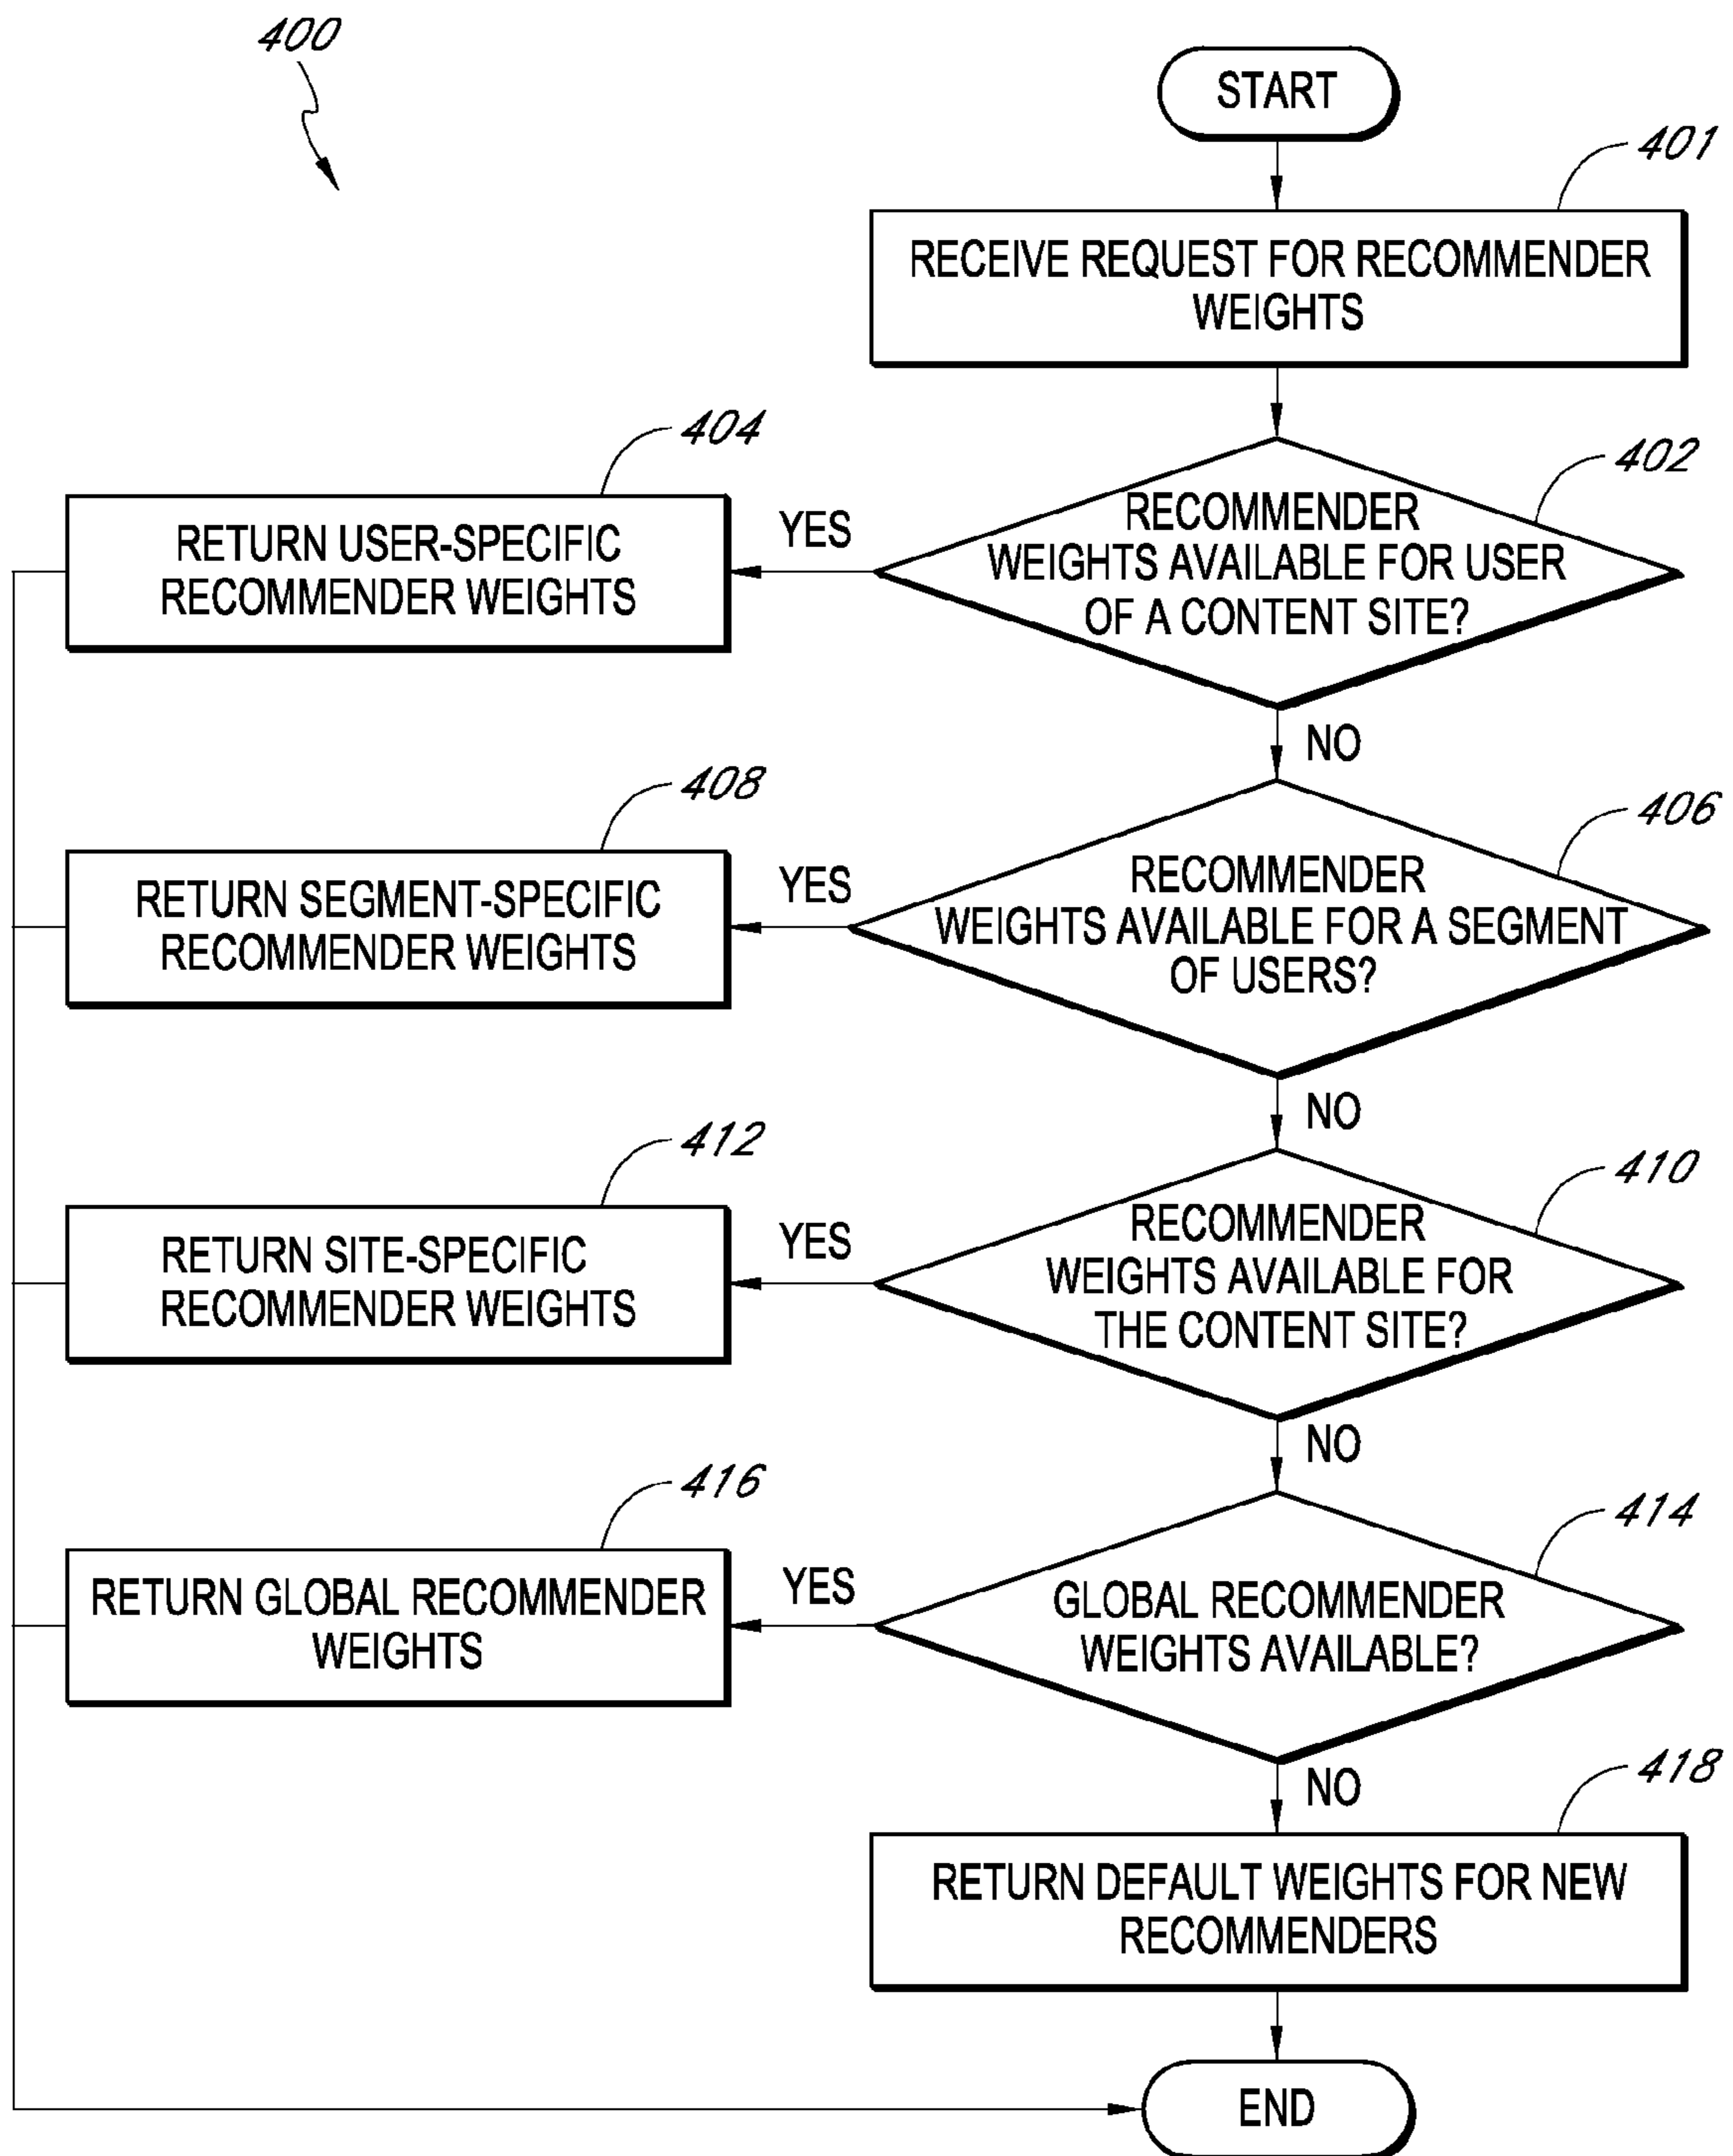 400
START
401
RECEIVE REQUEST FOR RECOMMENDER
WEIGHTS
402
RECOMMENDER
WEIGHTS AVAILABLE FOR USER
OF A CONTENT SITE?
YES
404
RETURN USER-SPECIFIC
RECOMMENDER WEIGHTS
NO
406
RECOMMENDER
WEIGHTS AVAILABLE FOR A SEGMENT
OF USERS?
YES
408
RETURN SEGMENT-SPECIFIC
RECOMMENDER WEIGHTS
NO
410
RECOMMENDER
WEIGHTS AVAILABLE FOR
THE CONTENT SITE?
YES
412
RETURN SITE-SPECIFIC
RECOMMENDER WEIGHTS
NO
414
GLOBAL RECOMMENDER
WEIGHTS AVAILABLE?
YES
416
RETURN GLOBAL RECOMMENDER
WEIGHTS
NO
418
RETURN DEFAULT WEIGHTS FOR NEW
RECOMMENDERS
END